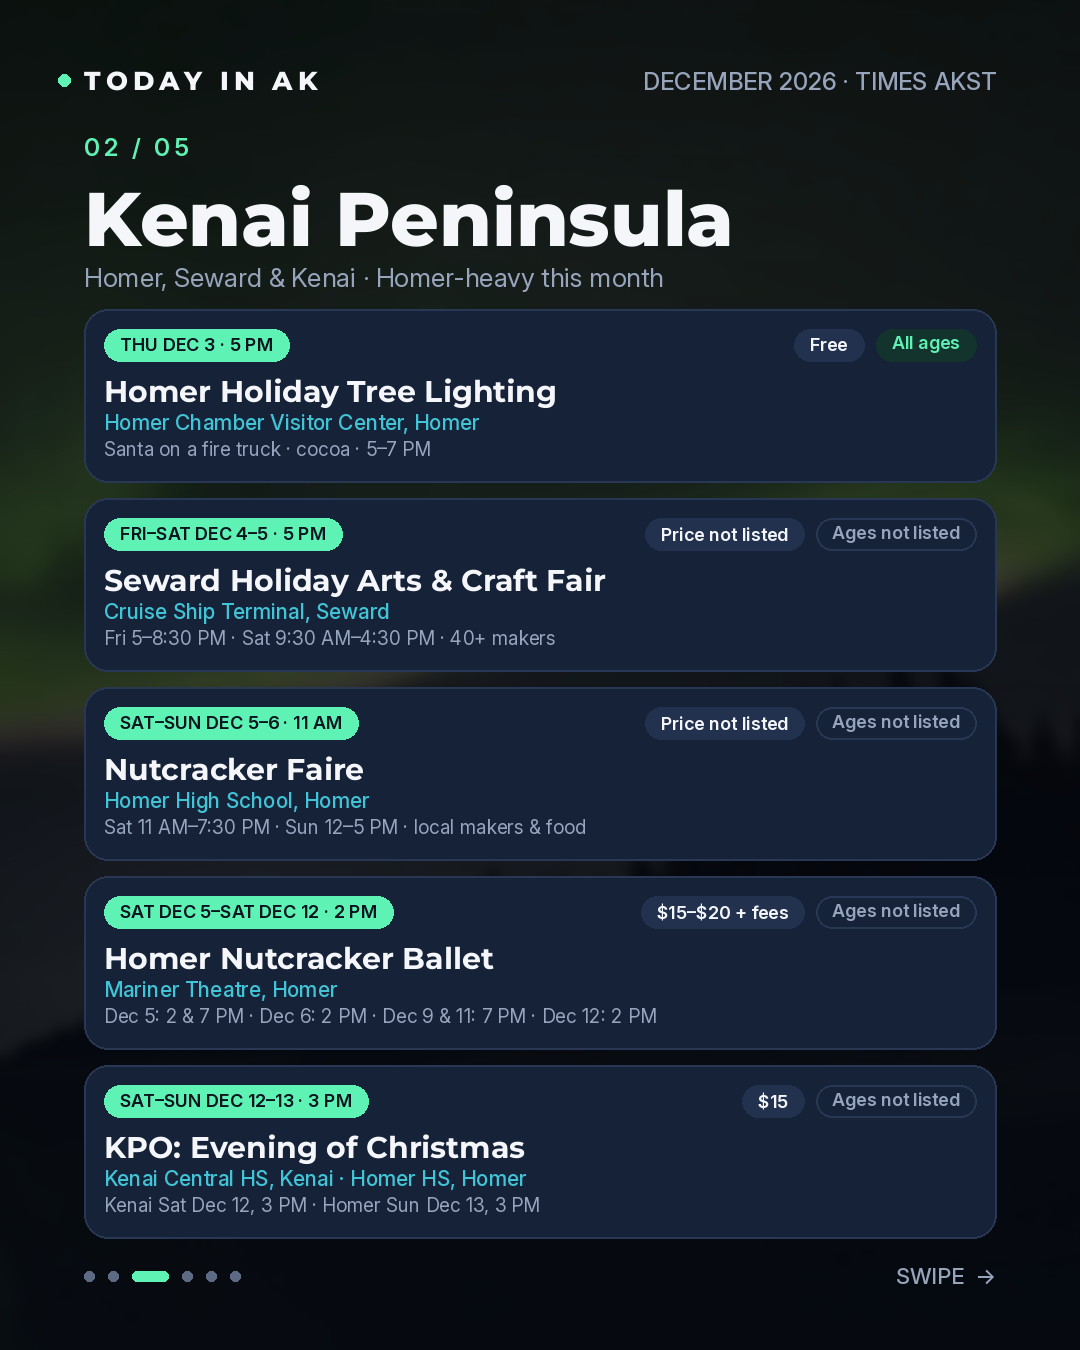 TODAY IN AK
DECEMBER 2026 · TIMES AKST
02 / 05
Kenai Peninsula
Homer, Seward & Kenai · Homer-heavy this month
THU DEC 3 · 5 PM
Free
All ages
Homer Holiday Tree Lighting
Homer Chamber Visitor Center, Homer
Santa on a fire truck · cocoa · 5–7 PM
FRI–SAT DEC 4–5 · 5 PM
Price not listed
Ages not listed
Seward Holiday Arts & Craft Fair
Cruise Ship Terminal, Seward
Fri 5–8:30 PM · Sat 9:30 AM–4:30 PM · 40+ makers
SAT–SUN DEC 5–6 · 11 AM
Price not listed
Ages not listed
Nutcracker Faire
Homer High School, Homer
Sat 11 AM–7:30 PM · Sun 12–5 PM · local makers & food
SAT DEC 5–SAT DEC 12 · 2 PM
$15–$20 + fees
Ages not listed
Homer Nutcracker Ballet
Mariner Theatre, Homer
Dec 5: 2 & 7 PM · Dec 6: 2 PM · Dec 9 & 11: 7 PM · Dec 12: 2 PM
SAT–SUN DEC 12–13 · 3 PM
$15
Ages not listed
KPO: Evening of Christmas
Kenai Central HS, Kenai · Homer HS, Homer
Kenai Sat Dec 12, 3 PM · Homer Sun Dec 13, 3 PM
SWIPE →